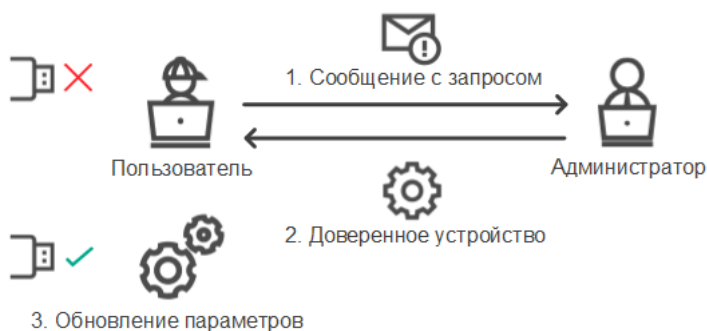 1. Сообщение с запросом
Пользователь
Администратор
2. Доверенное устройство
3. Обновление параметров